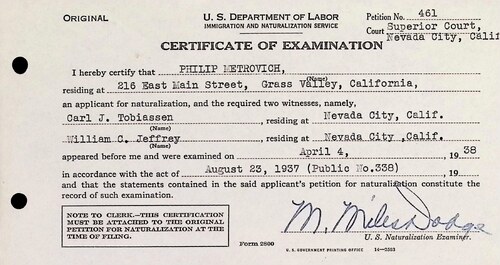 ORIGINAL
U. S. DEPARTMENT OF LABOR
IMMIGRATION AND NATURALIZATION SERVICE
Petition No. 461
Court Superior Court,
Nevada City, Calif
CERTIFICATE OF EXAMINATION
I hereby certify that PHILIP METROVICH,
(Name)
residing at 216 East Main Street, Grass Valley, California,
an applicant for naturalization, and the required two witnesses, namely,
Carl J. Tobiassen, residing at Nevada City, Calif.
(Name)
William C. Jeffrey, residing at Nevada City, Calif.
(Name)
appeared before me and were examined on April 4, 1938
in accordance with the act of August 23, 1937 (Public No.338), 19
and that the statements contained in the said applicant's petition for naturalization constitute the
record of such examination.
NOTE TO CLERK.—THIS CERTIFICATION
MUST BE ATTACHED TO THE ORIGINAL
PETITION FOR NATURALIZATION AT THE
TIME OF FILING.
M. Miles Dodge
U. S. Naturalization Examiner.
Form 2800
U. S. GOVERNMENT PRINTING OFFICE